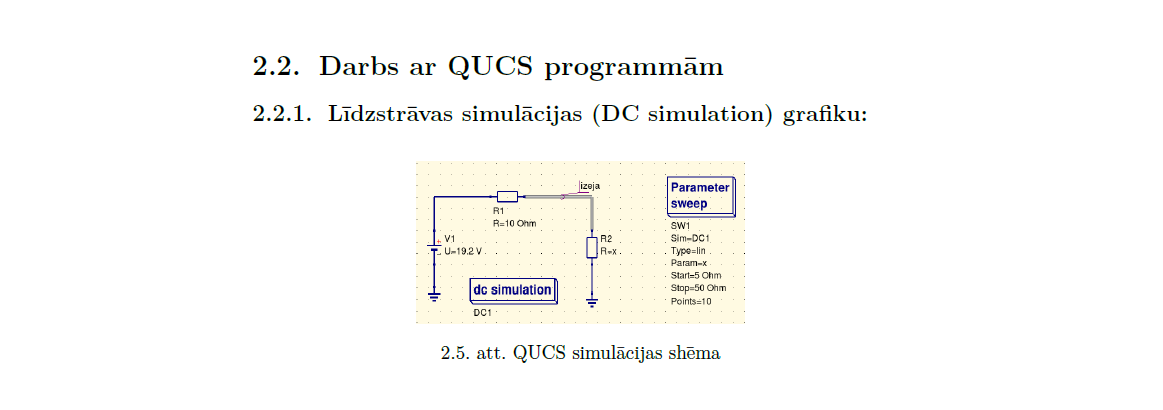 2.2. Darbs ar QUCS programmām
2.2.1. Līdzstrāvas simulācijas (DC simulation) grafiku:
izeja
R1
R=10 Ohm
V1
U=19.2 V
R2
R=x
dc simulation
DC1
Parameter
sweep
SW1
Sim=DC1
Type=lin
Param=x
Start=5 Ohm
Stop=50 Ohm
Points=10
2.5. att. QUCS simulācijas shēma